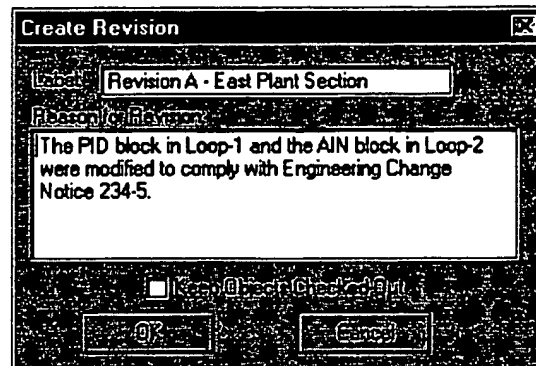 Create Revision
Label: Revision A - East Plant Section
Reason for Revision:
The PID block in Loop-1 and the AIN block in Loop-2
were modified to comply with Engineering Change
Notice 234-5.
Keep Objects Checked Out
OK Cancel